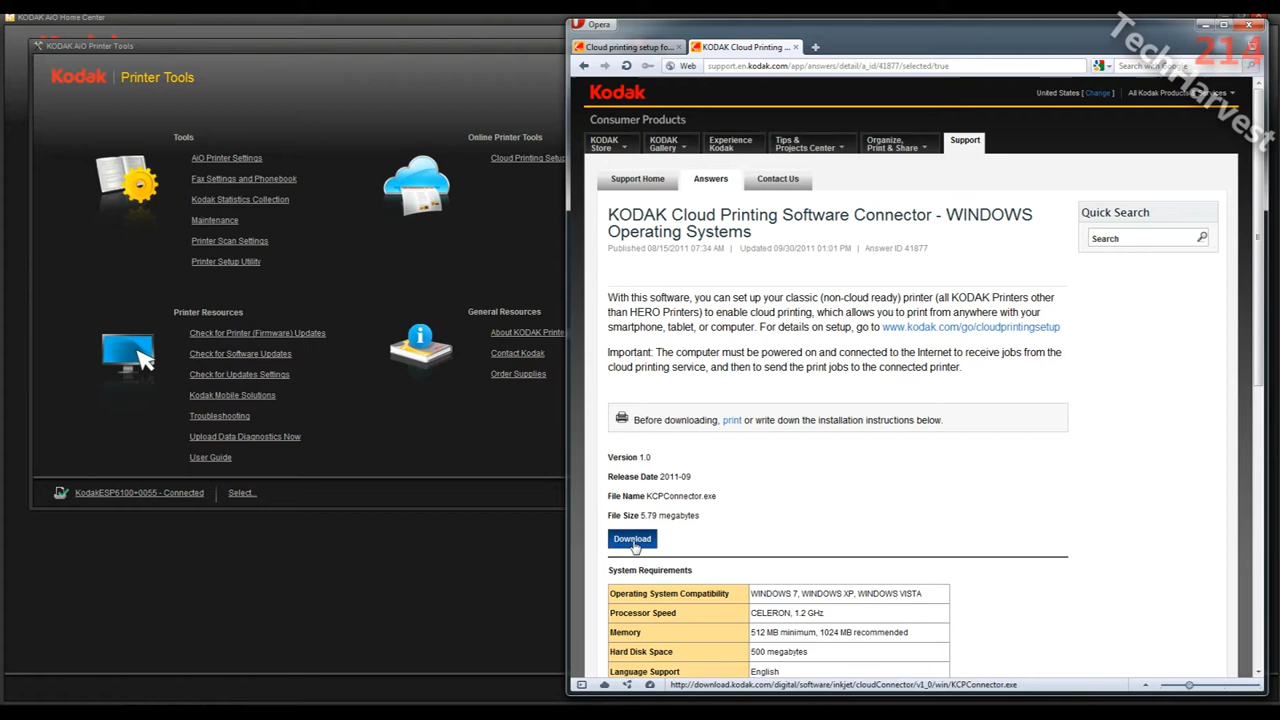 KODAK AiO Home Center
KODAK AiO Printer Tools
Kodak | Printer Tools
Tools
AiO Printer Settings
Fax Settings and Phonebook
Kodak Statistics Collection
Maintenance
Printer Scan Settings
Printer Setup Utility
Online Printer Tools
Cloud Printing Setup
Printer Resources
Check for Printer (Firmware) Updates
Check for Software Updates
Check for Updates Settings
Kodak Mobile Solutions
Troubleshooting
Upload Data Diagnostics Now
User Guide
General Resources
About KODAK Printe
Contact Kodak
Order Supplies
KodakESP6100+0055 - Connected
Select...
Opera
Cloud printing setup fo...
KODAK Cloud Printing ...
Web
support.en.kodak.com/app/answers/detail/a_id/41877/selected/true
Search with Google
TechHarvest
214
Kodak
United States [ Change ]
All Kodak Products & Services
Consumer Products
KODAK Store
KODAK Gallery
Experience Kodak
Tips & Projects Center
Organize, Print & Share
Support
Support Home
Answers
Contact Us
KODAK Cloud Printing Software Connector - WINDOWS
Operating Systems
Published 08/15/2011 07:34 AM | Updated 09/30/2011 01:01 PM | Answer ID 41877
Quick Search
Search
With this software, you can set up your classic (non-cloud ready) printer (all KODAK Printers other
than HERO Printers) to enable cloud printing, which allows you to print from anywhere with your
smartphone, tablet, or computer. For details on setup, go to www.kodak.com/go/cloudprintingsetup
Important: The computer must be powered on and connected to the Internet to receive jobs from the
cloud printing service, and then to send the print jobs to the connected printer.
Before downloading, print or write down the installation instructions below.
Version 1.0
Release Date 2011-09
File Name KCPConnector.exe
File Size 5.79 megabytes
Download
System Requirements
Operating System Compatibility WINDOWS 7, WINDOWS XP, WINDOWS VISTA
Processor Speed CELERON, 1.2 GHz
Memory 512 MB minimum, 1024 MB recommended
Hard Disk Space 500 megabytes
Language Support English
http://download.kodak.com/digital/software/inkjet/cloudConnector/v1_0/win/KCPConnector.exe